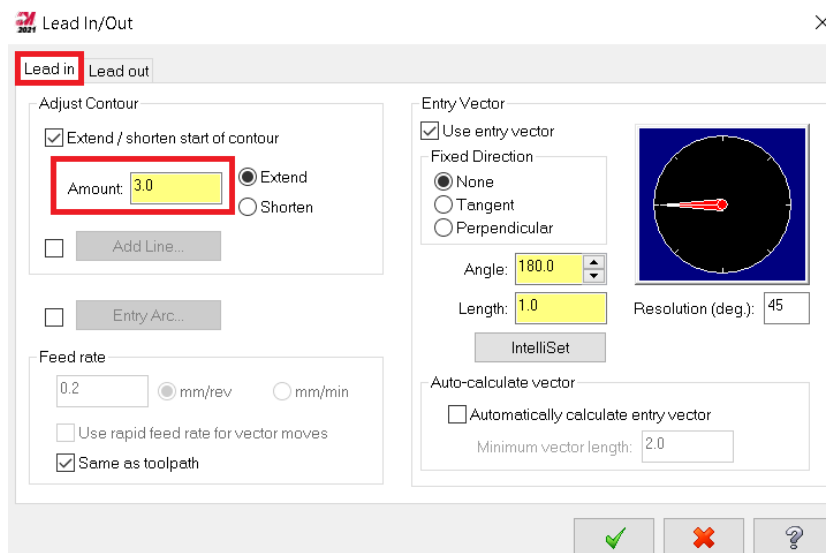 2021 Lead In/Out
Lead in Lead out
Adjust Contour
Extend / shorten start of contour
Amount: 3.0
Extend
Shorten
Add Line...
Entry Arc...
Feed rate
0.2 mm/rev mm/min
Use rapid feed rate for vector moves
Same as toolpath
Entry Vector
Use entry vector
Fixed Direction
None
Tangent
Perpendicular
Angle: 180.0
Length: 1.0 Resolution (deg.): 45
IntelliSet
Auto-calculate vector
Automatically calculate entry vector
Minimum vector length: 2.0
?